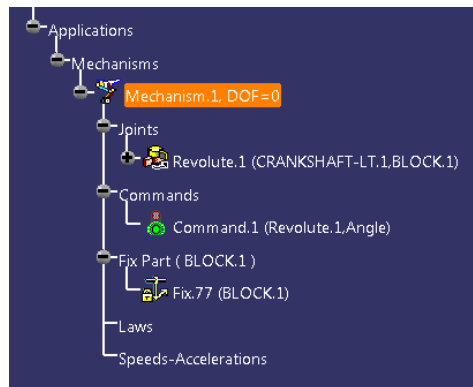 Applications
Mechanisms
Mechanism.1, DOF=0
Joints
Revolute.1 (CRANKSHAFT-LT.1,BLOCK.1)
Commands
Command.1 (Revolute.1,Angle)
Fix Part ( BLOCK.1 )
Fix.77 (BLOCK.1)
Laws
Speeds-Accelerations